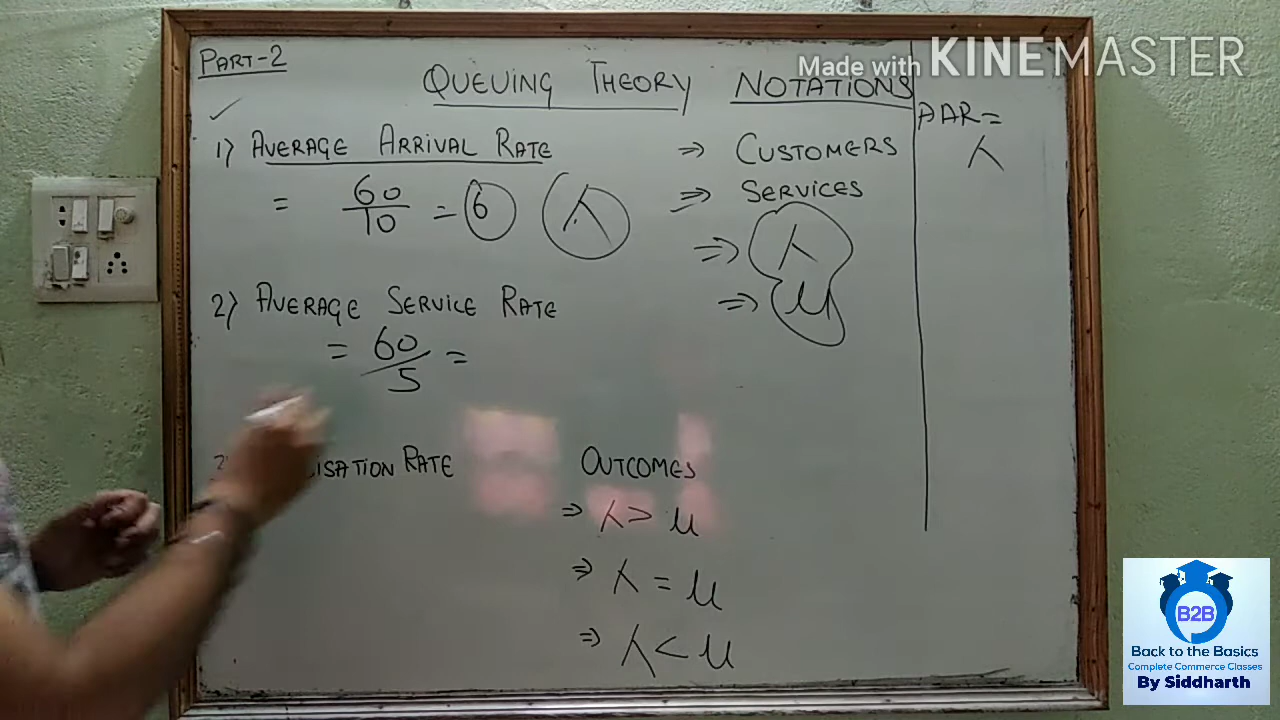 Made with KINEMASTER
PART-2
QUEUING THEORY NOTATIONS
1) AVERAGE ARRIVAL RATE
= 60/10 = 6 λ
⇒ CUSTOMERS
⇒ SERVICES
⇒ λ
⇒ μ
2) AVERAGE SERVICE RATE
= 60/5 =
ISATION RATE
OUTCOMES
⇒ λ > μ
⇒ λ = μ
⇒ λ < μ
AAR =
λ
B2B
Back to the Basics
Complete Commerce Classes
By Siddharth